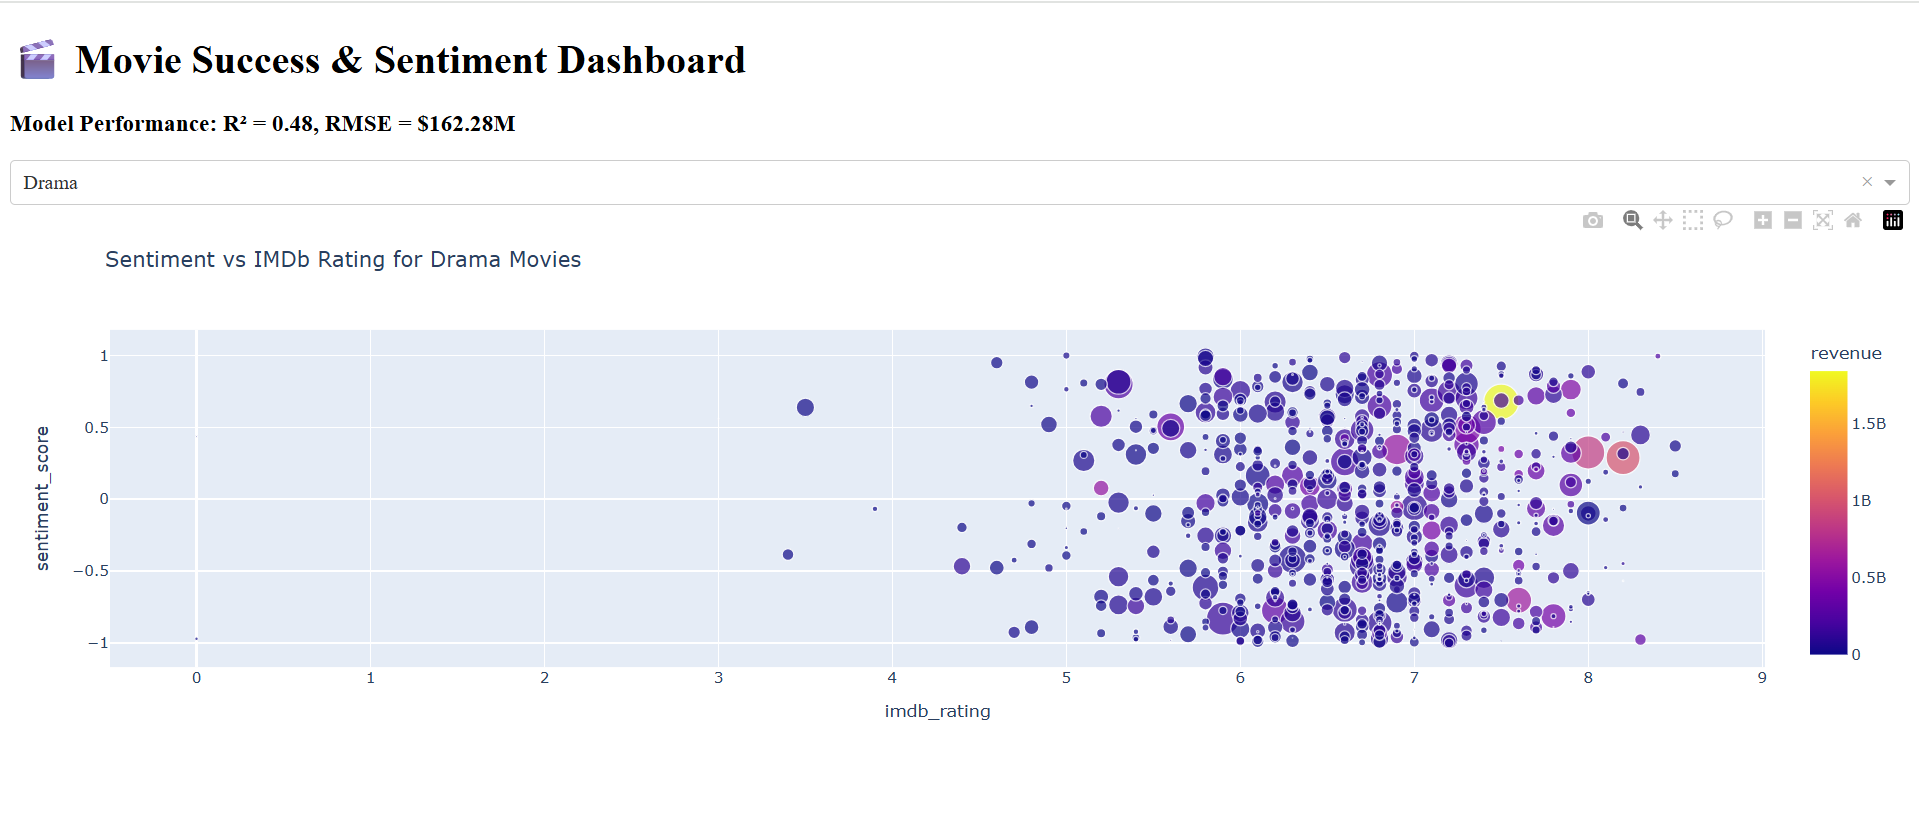 Movie Success & Sentiment Dashboard
Model Performance: R² = 0.48, RMSE = $162.28M
Drama
Sentiment vs IMDb Rating for Drama Movies
revenue
1.5B
1B
0.5B
0
sentiment_score
1
0.5
0
−0.5
−1
0 1 2 3 4 5 6 7 8 9
imdb_rating